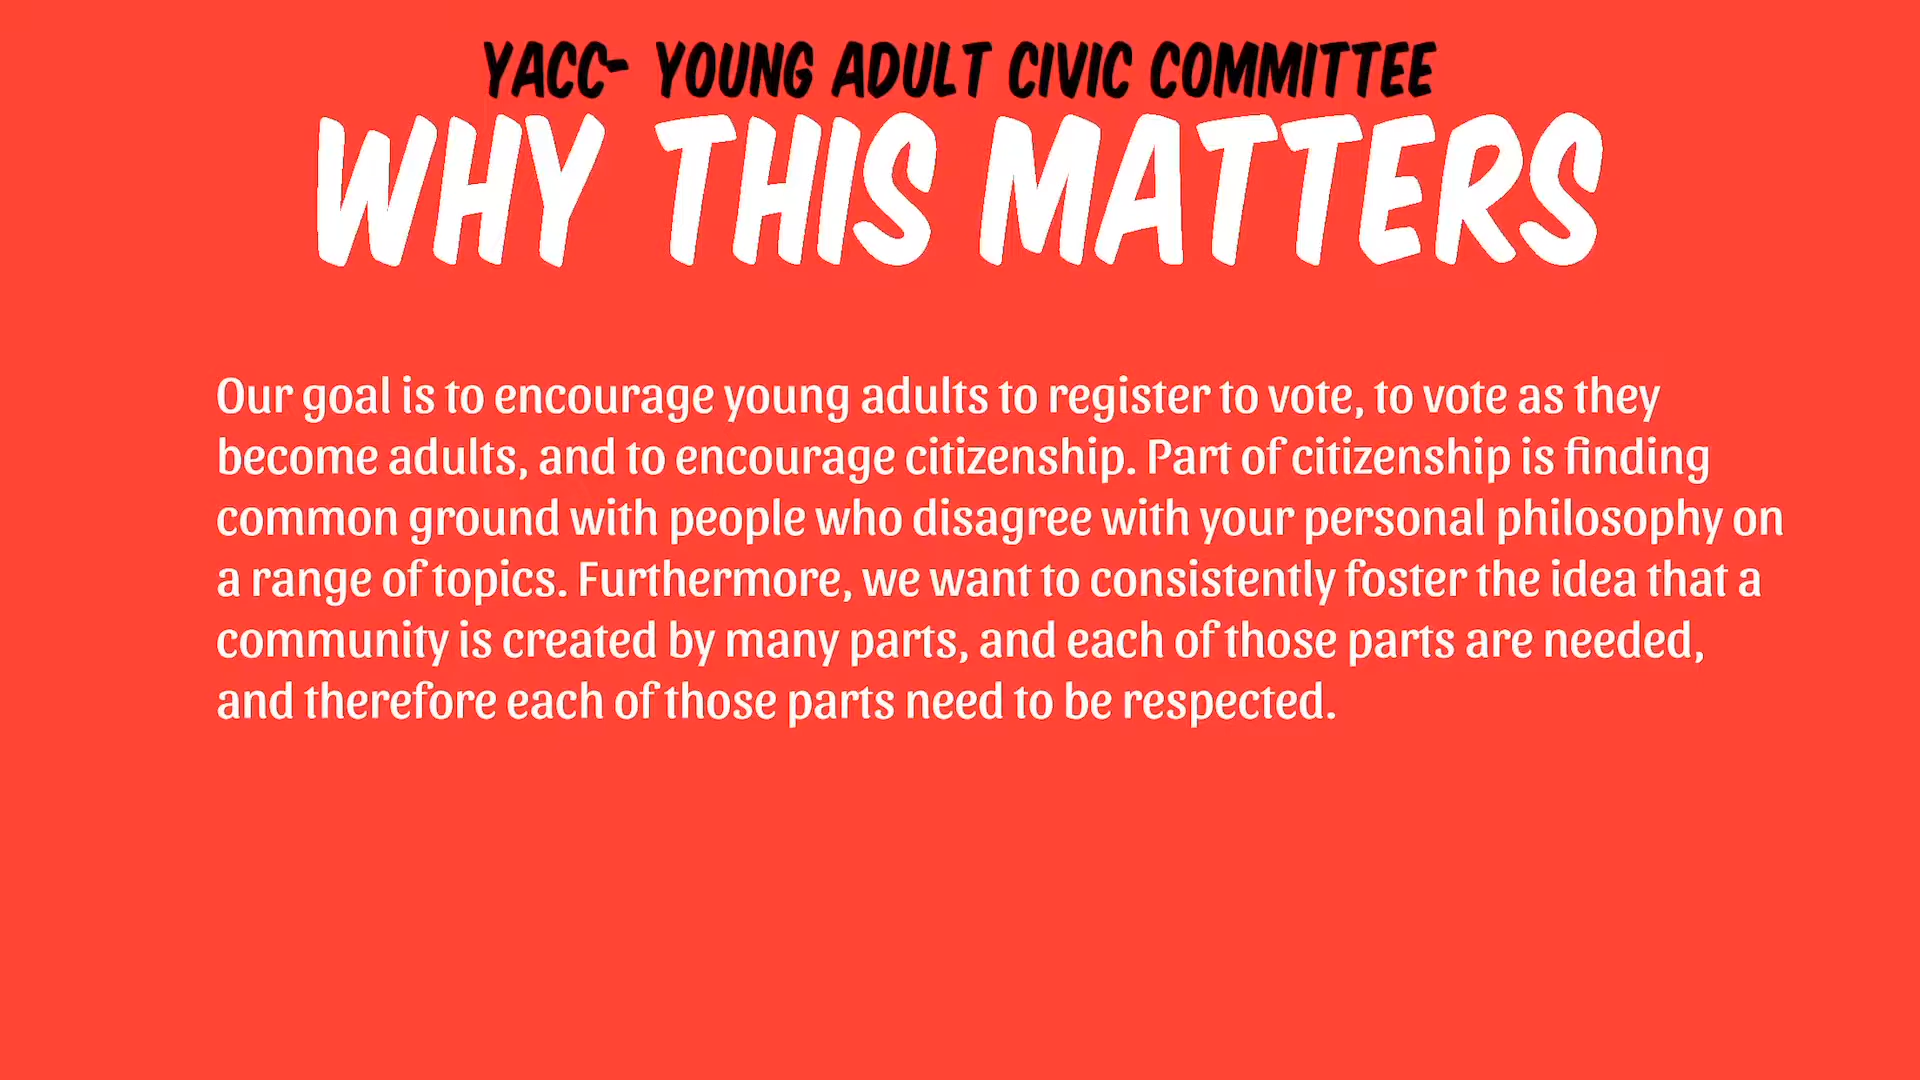 YACC- YOUNG ADULT CIVIC COMMITTEE
WHY THIS MATTERS
Our goal is to encourage young adults to register to vote, to vote as they
become adults, and to encourage citizenship. Part of citizenship is finding
common ground with people who disagree with your personal philosophy on
a range of topics. Furthermore, we want to consistently foster the idea that a
community is created by many parts, and each of those parts are needed,
and therefore each of those parts need to be respected.